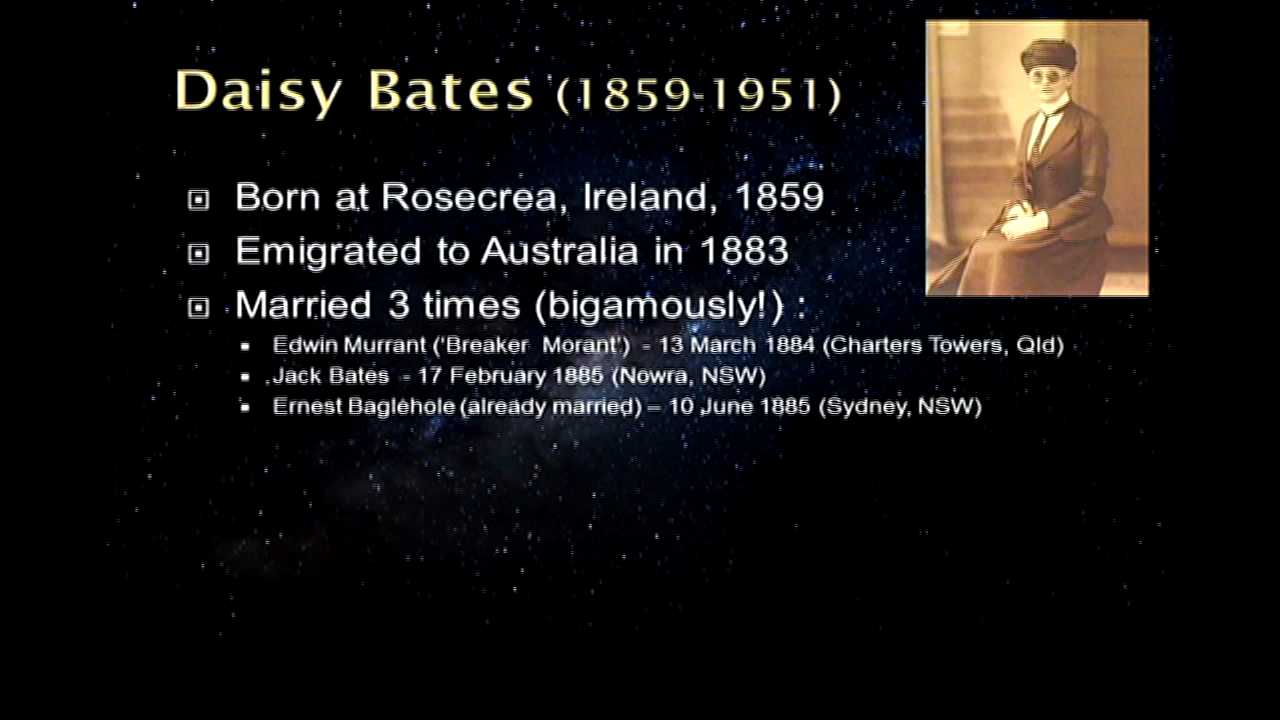 Daisy Bates (1859-1951)
Born at Rosecrea, Ireland, 1859
Emigrated to Australia in 1883
Married 3 times (bigamously!) :
Edwin Murrant ('Breaker Morant') - 13 March 1884 (Charters Towers, Qld)
Jack Bates - 17 February 1885 (Nowra, NSW)
Ernest Baglehole (already married) – 10 June 1885 (Sydney, NSW)